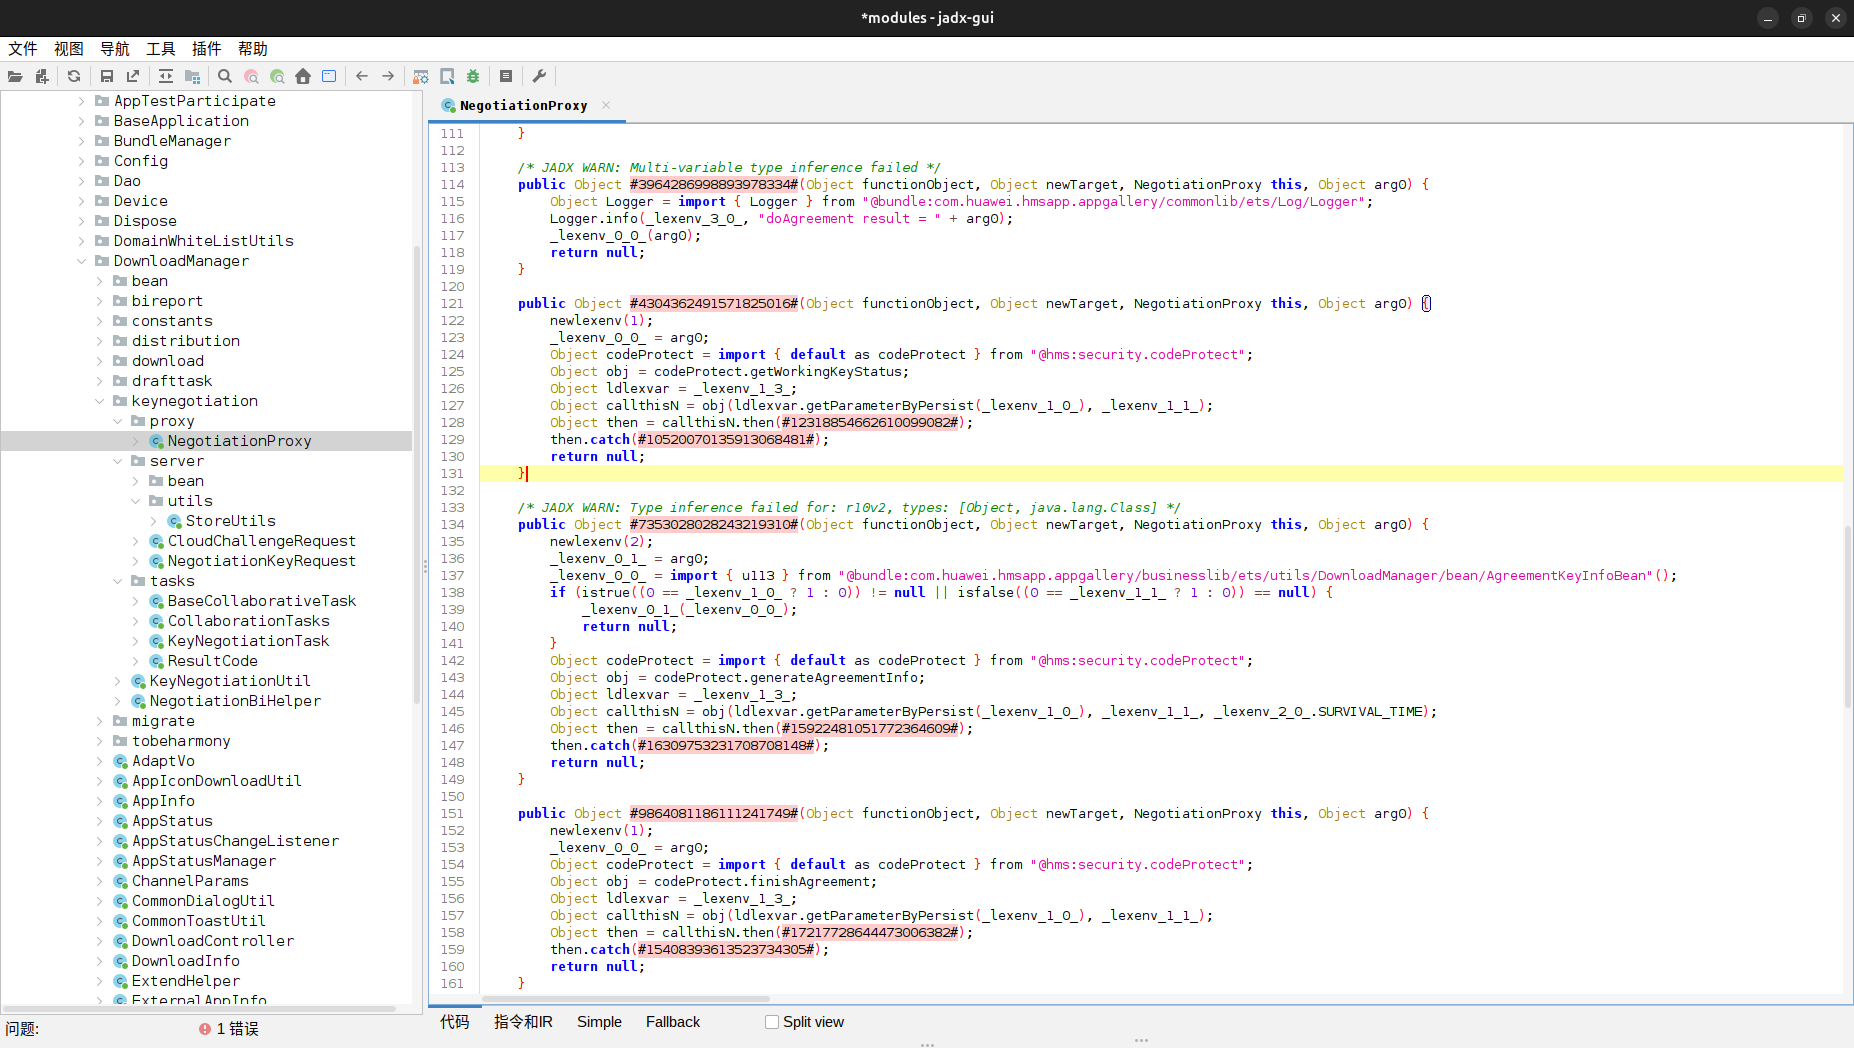 *modules - jadx-gui
文件 视图 导航 工具 插件 帮助
AppTestParticipate
BaseApplication
BundleManager
Config
Dao
Device
Dispose
DomainWhiteListUtils
DownloadManager
bean
bireport
constants
distribution
download
drafttask
keynegotiation
proxy
NegotiationProxy
server
bean
utils
StoreUtils
CloudChallengeRequest
NegotiationKeyRequest
tasks
BaseCollaborativeTask
CollaborationTasks
KeyNegotiationTask
ResultCode
KeyNegotiationUtil
NegotiationBiHelper
migrate
tobeharmony
AdaptVo
AppIconDownloadUtil
AppInfo
AppStatus
AppStatusChangeListener
AppStatusManager
ChannelParams
CommonDialogUtil
CommonToastUtil
DownloadController
DownloadInfo
ExtendHelper
ExternalAppInfo
问题: 1 错误
NegotiationProxy
111 }
112
113 /* JADX WARN: Multi-variable type inference failed */
114 public Object #3964286998893978334#(Object functionObject, Object newTarget, NegotiationProxy this, Object arg0) {
115 Object Logger = import { Logger } from "@bundle:com.huawei.hmsapp.appgallery/commonlib/ets/Log/Logger";
116 Logger.info(_lexenv_3_0_, "doAgreement result = " + arg0);
117 _lexenv_0_0_(arg0);
118 return null;
119 }
120
121 public Object #4304362491571825016#(Object functionObject, Object newTarget, NegotiationProxy this, Object arg0) {
122 newlexenv(1);
123 _lexenv_0_0_ = arg0;
124 Object codeProtect = import { default as codeProtect } from "@hms:security.codeProtect";
125 Object obj = codeProtect.getWorkingKeyStatus;
126 Object ldlexvar = _lexenv_1_3_;
127 Object callthisN = obj(ldlexvar.getParameterByPersist(_lexenv_1_0_), _lexenv_1_1_);
128 Object then = callthisN.then(#12318854662610099082#);
129 then.catch(#10520070135913068481#);
130 return null;
131 }
132
133 /* JADX WARN: Type inference failed for: r10v2, types: [Object, java.lang.Class] */
134 public Object #7353028028243219310#(Object functionObject, Object newTarget, NegotiationProxy this, Object arg0) {
135 newlexenv(2);
136 _lexenv_0_1_ = arg0;
137 _lexenv_0_0_ = import { u113 } from "@bundle:com.huawei.hmsapp.appgallery/businesslib/ets/utils/DownloadManager/bean/AgreementKeyInfoBean"();
138 if (istrue((0 == _lexenv_1_0_ ? 1 : 0)) != null || isfalse((0 == _lexenv_1_1_ ? 1 : 0)) == null) {
139 _lexenv_0_1_(_lexenv_0_0_);
140 return null;
141 }
142 Object codeProtect = import { default as codeProtect } from "@hms:security.codeProtect";
143 Object obj = codeProtect.generateAgreementInfo;
144 Object ldlexvar = _lexenv_1_3_;
145 Object callthisN = obj(ldlexvar.getParameterByPersist(_lexenv_1_0_), _lexenv_1_1_, _lexenv_2_0_.SURVIVAL_TIME);
146 Object then = callthisN.then(#15922481051772364609#);
147 then.catch(#16309753231708708148#);
148 return null;
149 }
150
151 public Object #9864081186111241749#(Object functionObject, Object newTarget, NegotiationProxy this, Object arg0) {
152 newlexenv(1);
153 _lexenv_0_0_ = arg0;
154 Object codeProtect = import { default as codeProtect } from "@hms:security.codeProtect";
155 Object obj = codeProtect.finishAgreement;
156 Object ldlexvar = _lexenv_1_3_;
157 Object callthisN = obj(ldlexvar.getParameterByPersist(_lexenv_1_0_), _lexenv_1_1_);
158 Object then = callthisN.then(#17217728644473006382#);
159 then.catch(#15408393613523734305#);
160 return null;
161 }
代码 指令和IR Simple Fallback Split view